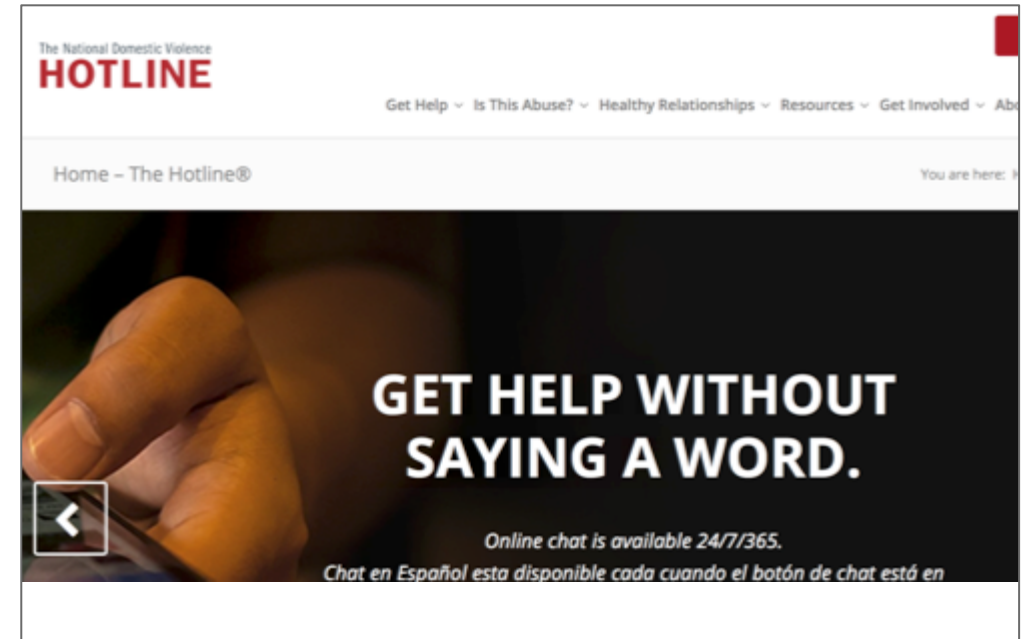 The National Domestic Violence
HOTLINE
Get Help Is This Abuse? Healthy Relationships Resources Get Involved
Home – The Hotline®
You are here:
GET HELP WITHOUT
SAYING A WORD.
Online chat is available 24/7/365.
Chat en Español esta disponible cada cuando el botón de chat está en